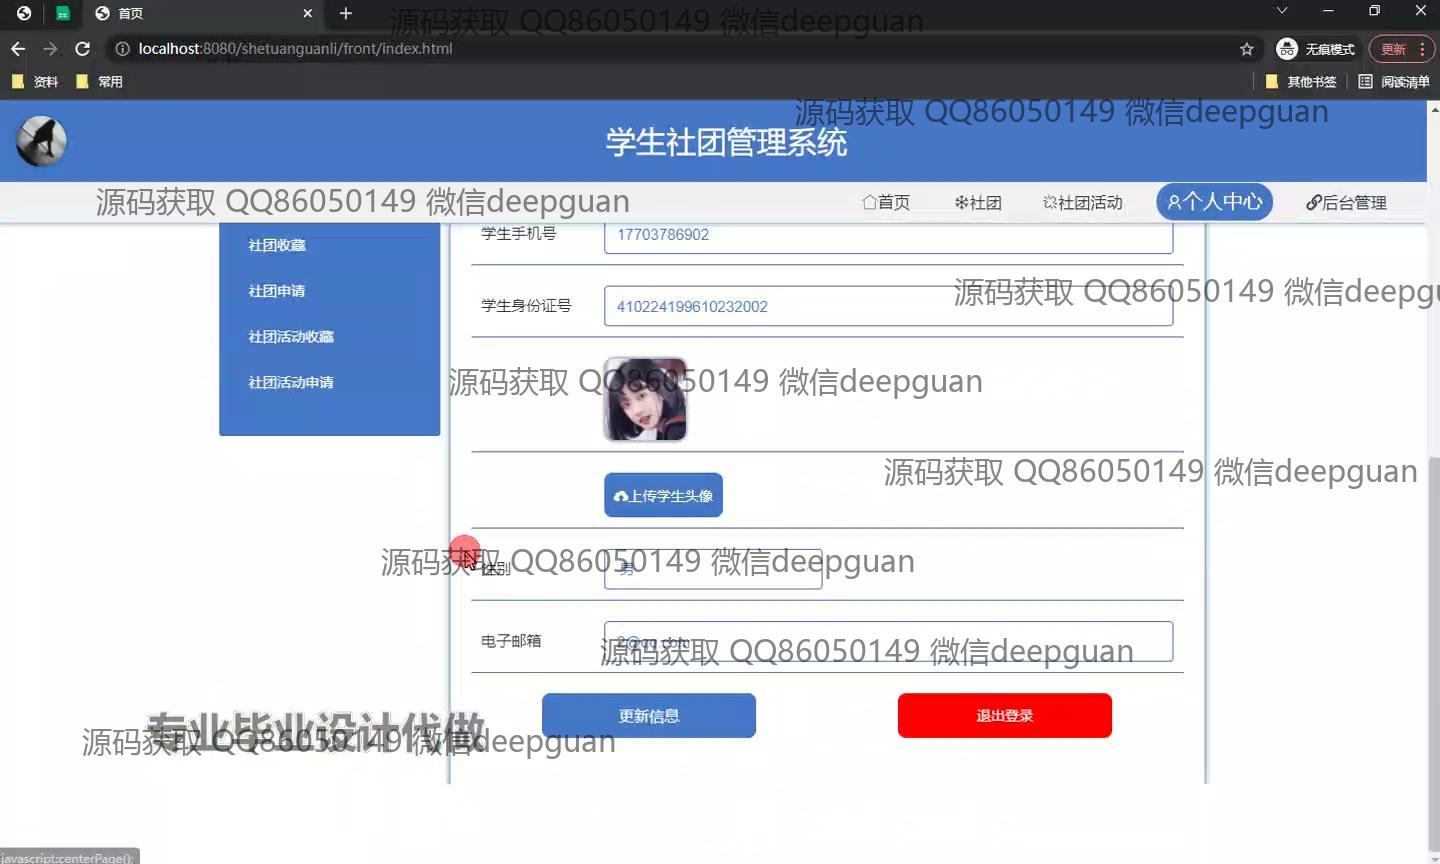 首页
源码获取 QQ86050149 微信deepguan
localhost:8080/shetuanguanli/front/index.html
无痕模式
更新
资料
常用
其他书签
阅读清单
源码获取 QQ86050149 微信deepguan
学生社团管理系统
源码获取 QQ86050149 微信deepguan
首页
社团
社团活动
个人中心
后台管理
社团收藏
学生手机号
17703786902
社团申请
学生身份证号
410224199610232002
源码获取 QQ86050149 微信deepgu
社团活动收藏
社团活动申请
源码获取 QQ86050149 微信deepguan
源码获取 QQ86050149 微信deepguan
上传学生头像
源码获取 QQ86050149 微信deepguan
性别
男
电子邮箱
2@qq.com
源码获取 QQ86050149 微信deepguan
更新信息
退出登录
专业毕业设计代做
源码获取 QQ86050149 微信deepguan
javascript:centerPage();